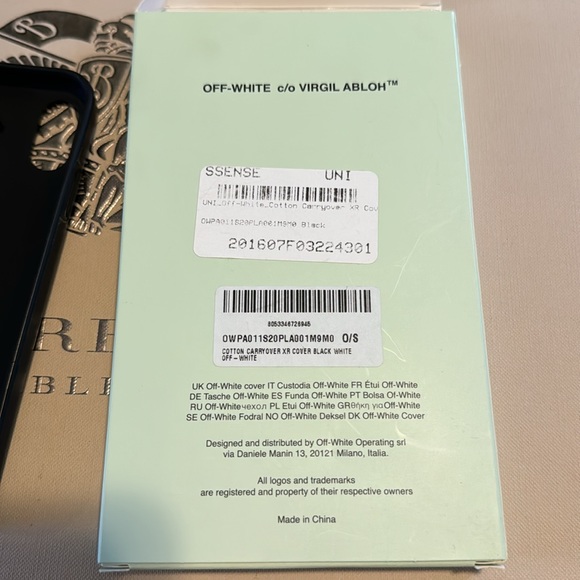 OFF-WHITE c/o VIRGIL ABLOH™
SSENSE UNI
UNI_Off-White_Cotton Carryover XR Cov
OWPA011S20PLA001M9M0 Black
201607F03224301
8053346726945
OWPA011S20PLA001M9M0 O/S
COTTON CARRYOVER XR COVER BLACK WHITE
OFF-WHITE
UK Off-White cover IT Custodia Off-White FR Étui Off-White
DE Tasche Off-White ES Funda Off-White PT Bolsa Of-White
RU Off-Whiteчехол PL Etui Off-White GRθήκη γιαOff-White
SE Off-White Fodral NO Off-White Deksel DK Off-White Cover
Designed and distributed by Off-White Operating srl
via Daniele Manin 13, 20121 Milano, Italia.
All logos and trademarks
are registered and property of their respective owners
Made in China
B
B